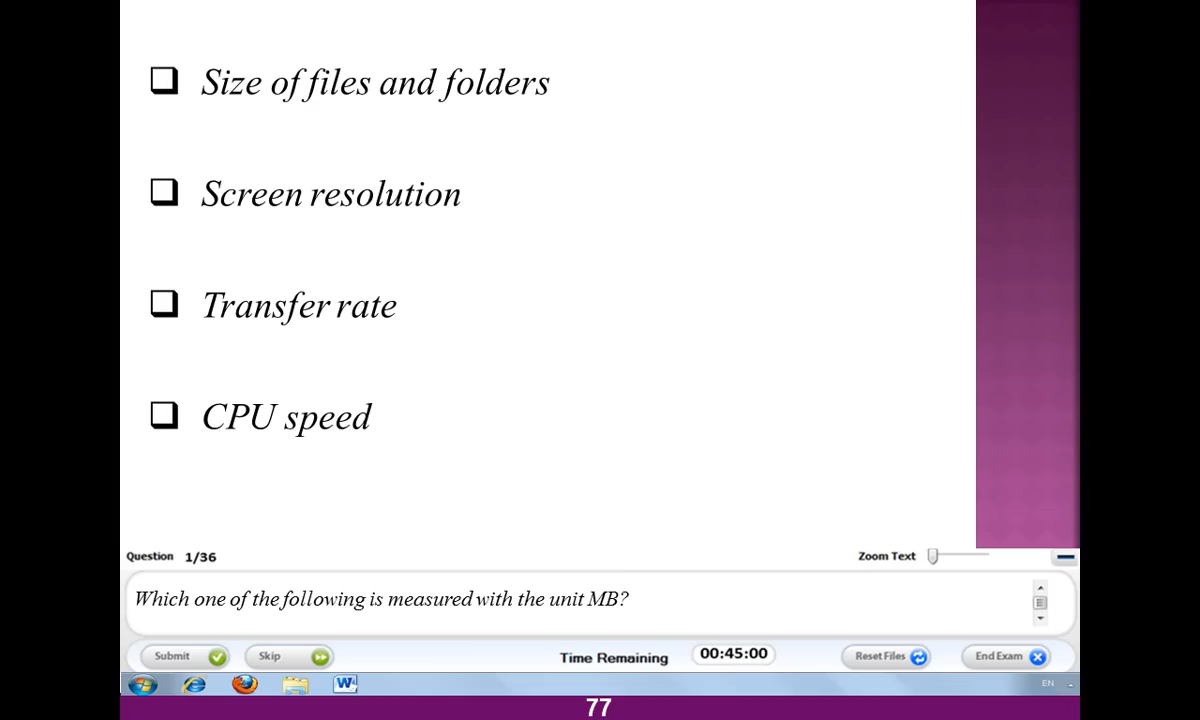 Size of files and folders
Screen resolution
Transfer rate
CPU speed
Question 1/36
Zoom Text
Which one of the following is measured with the unit MB?
Submit
Skip
Time Remaining
00:45:00
Reset Files
End Exam
W
EN
77